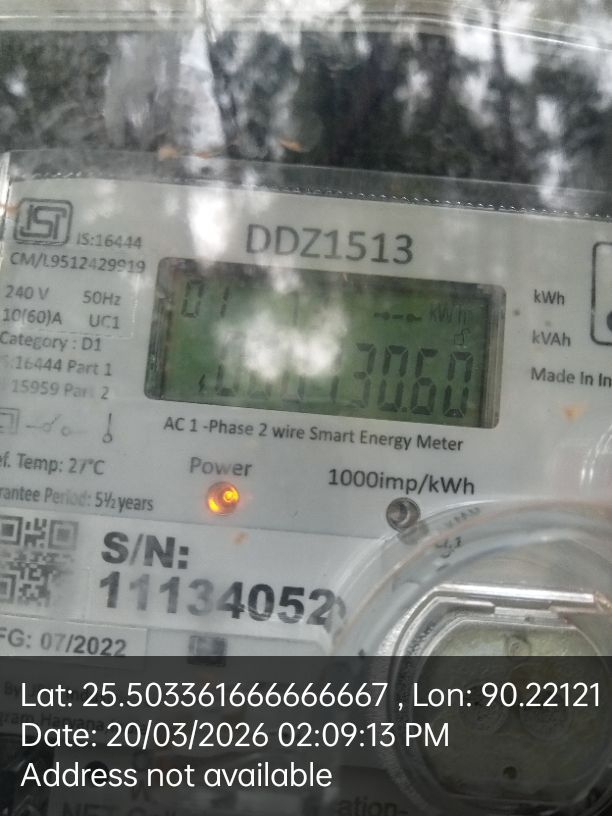 IS:16444
CM/L9512429919
DDZ1513
240 V 50Hz
10(60)A UC1
Category : D1
16444 Part 1
15959 Part 2
01
kWh
kWh
kVAh
Made In In
AC 1 -Phase 2 wire Smart Energy Meter
ef. Temp: 27°C
rantee Period: 5½ years
Power
1000imp/kWh
S/N:
11134052
FG: 07/2022
Lat: 25.503361666666667 , Lon: 90.22121
Date: 20/03/2026 02:09:13 PM
Address not available